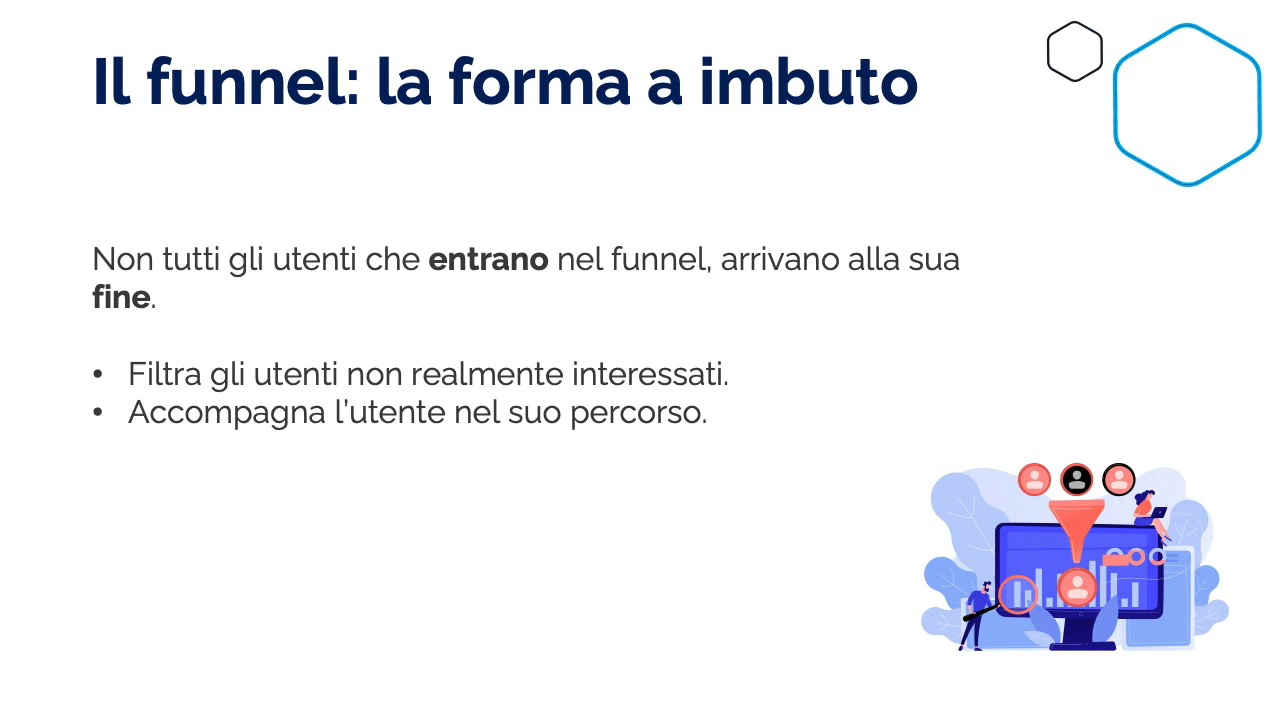 Il funnel: la forma a imbuto
Non tutti gli utenti che entrano nel funnel, arrivano alla sua
fine.
• Filtra gli utenti non realmente interessati.
• Accompagna l’utente nel suo percorso.